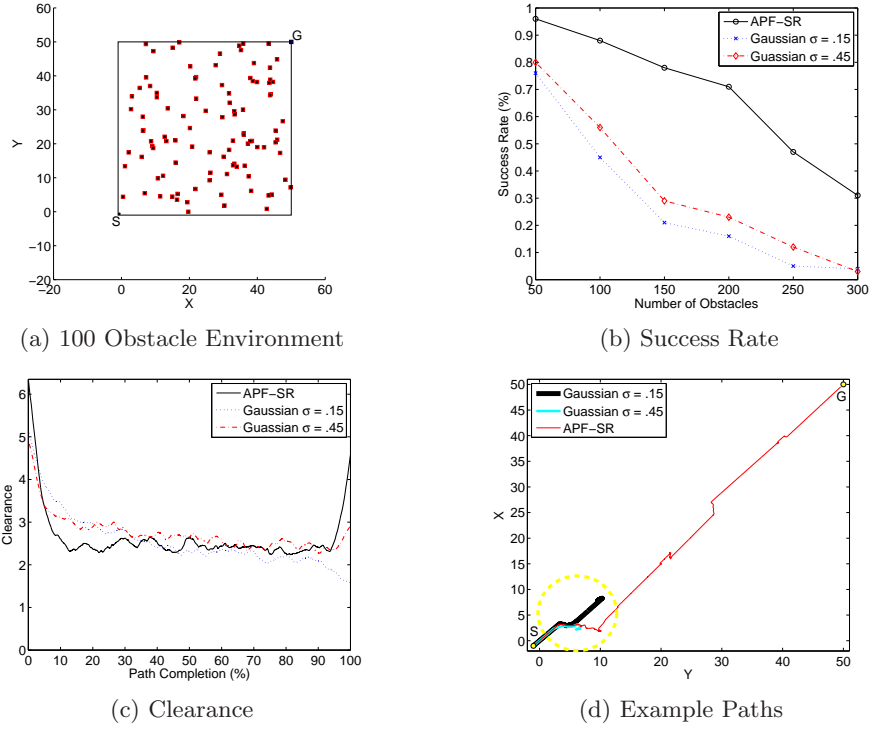 60
50
40
30
20
10
0
−10
−20
−20
0
20
40
60
X
Y
G
S
(a) 100 Obstacle Environment
1
0.9
0.8
0.7
0.6
0.5
0.4
0.3
0.2
0.1
0
50
100
150
200
250
300
Number of Obstacles
Success Rate (%)
APF−SR
Gaussian σ = .15
Guassian σ = .45
(b) Success Rate
6
5
4
3
2
1
0
0
10
20
30
40
50
60
70
80
90
100
Path Completion (%)
Clearance
APF−SR
Gaussian σ = .15
Guassian σ = .45
(c) Clearance
50
45
40
35
30
25
20
15
10
5
0
0
10
20
30
40
50
Y
X
Gaussian σ = .15
Guassian σ = .45
APF−SR
G
S
(d) Example Paths